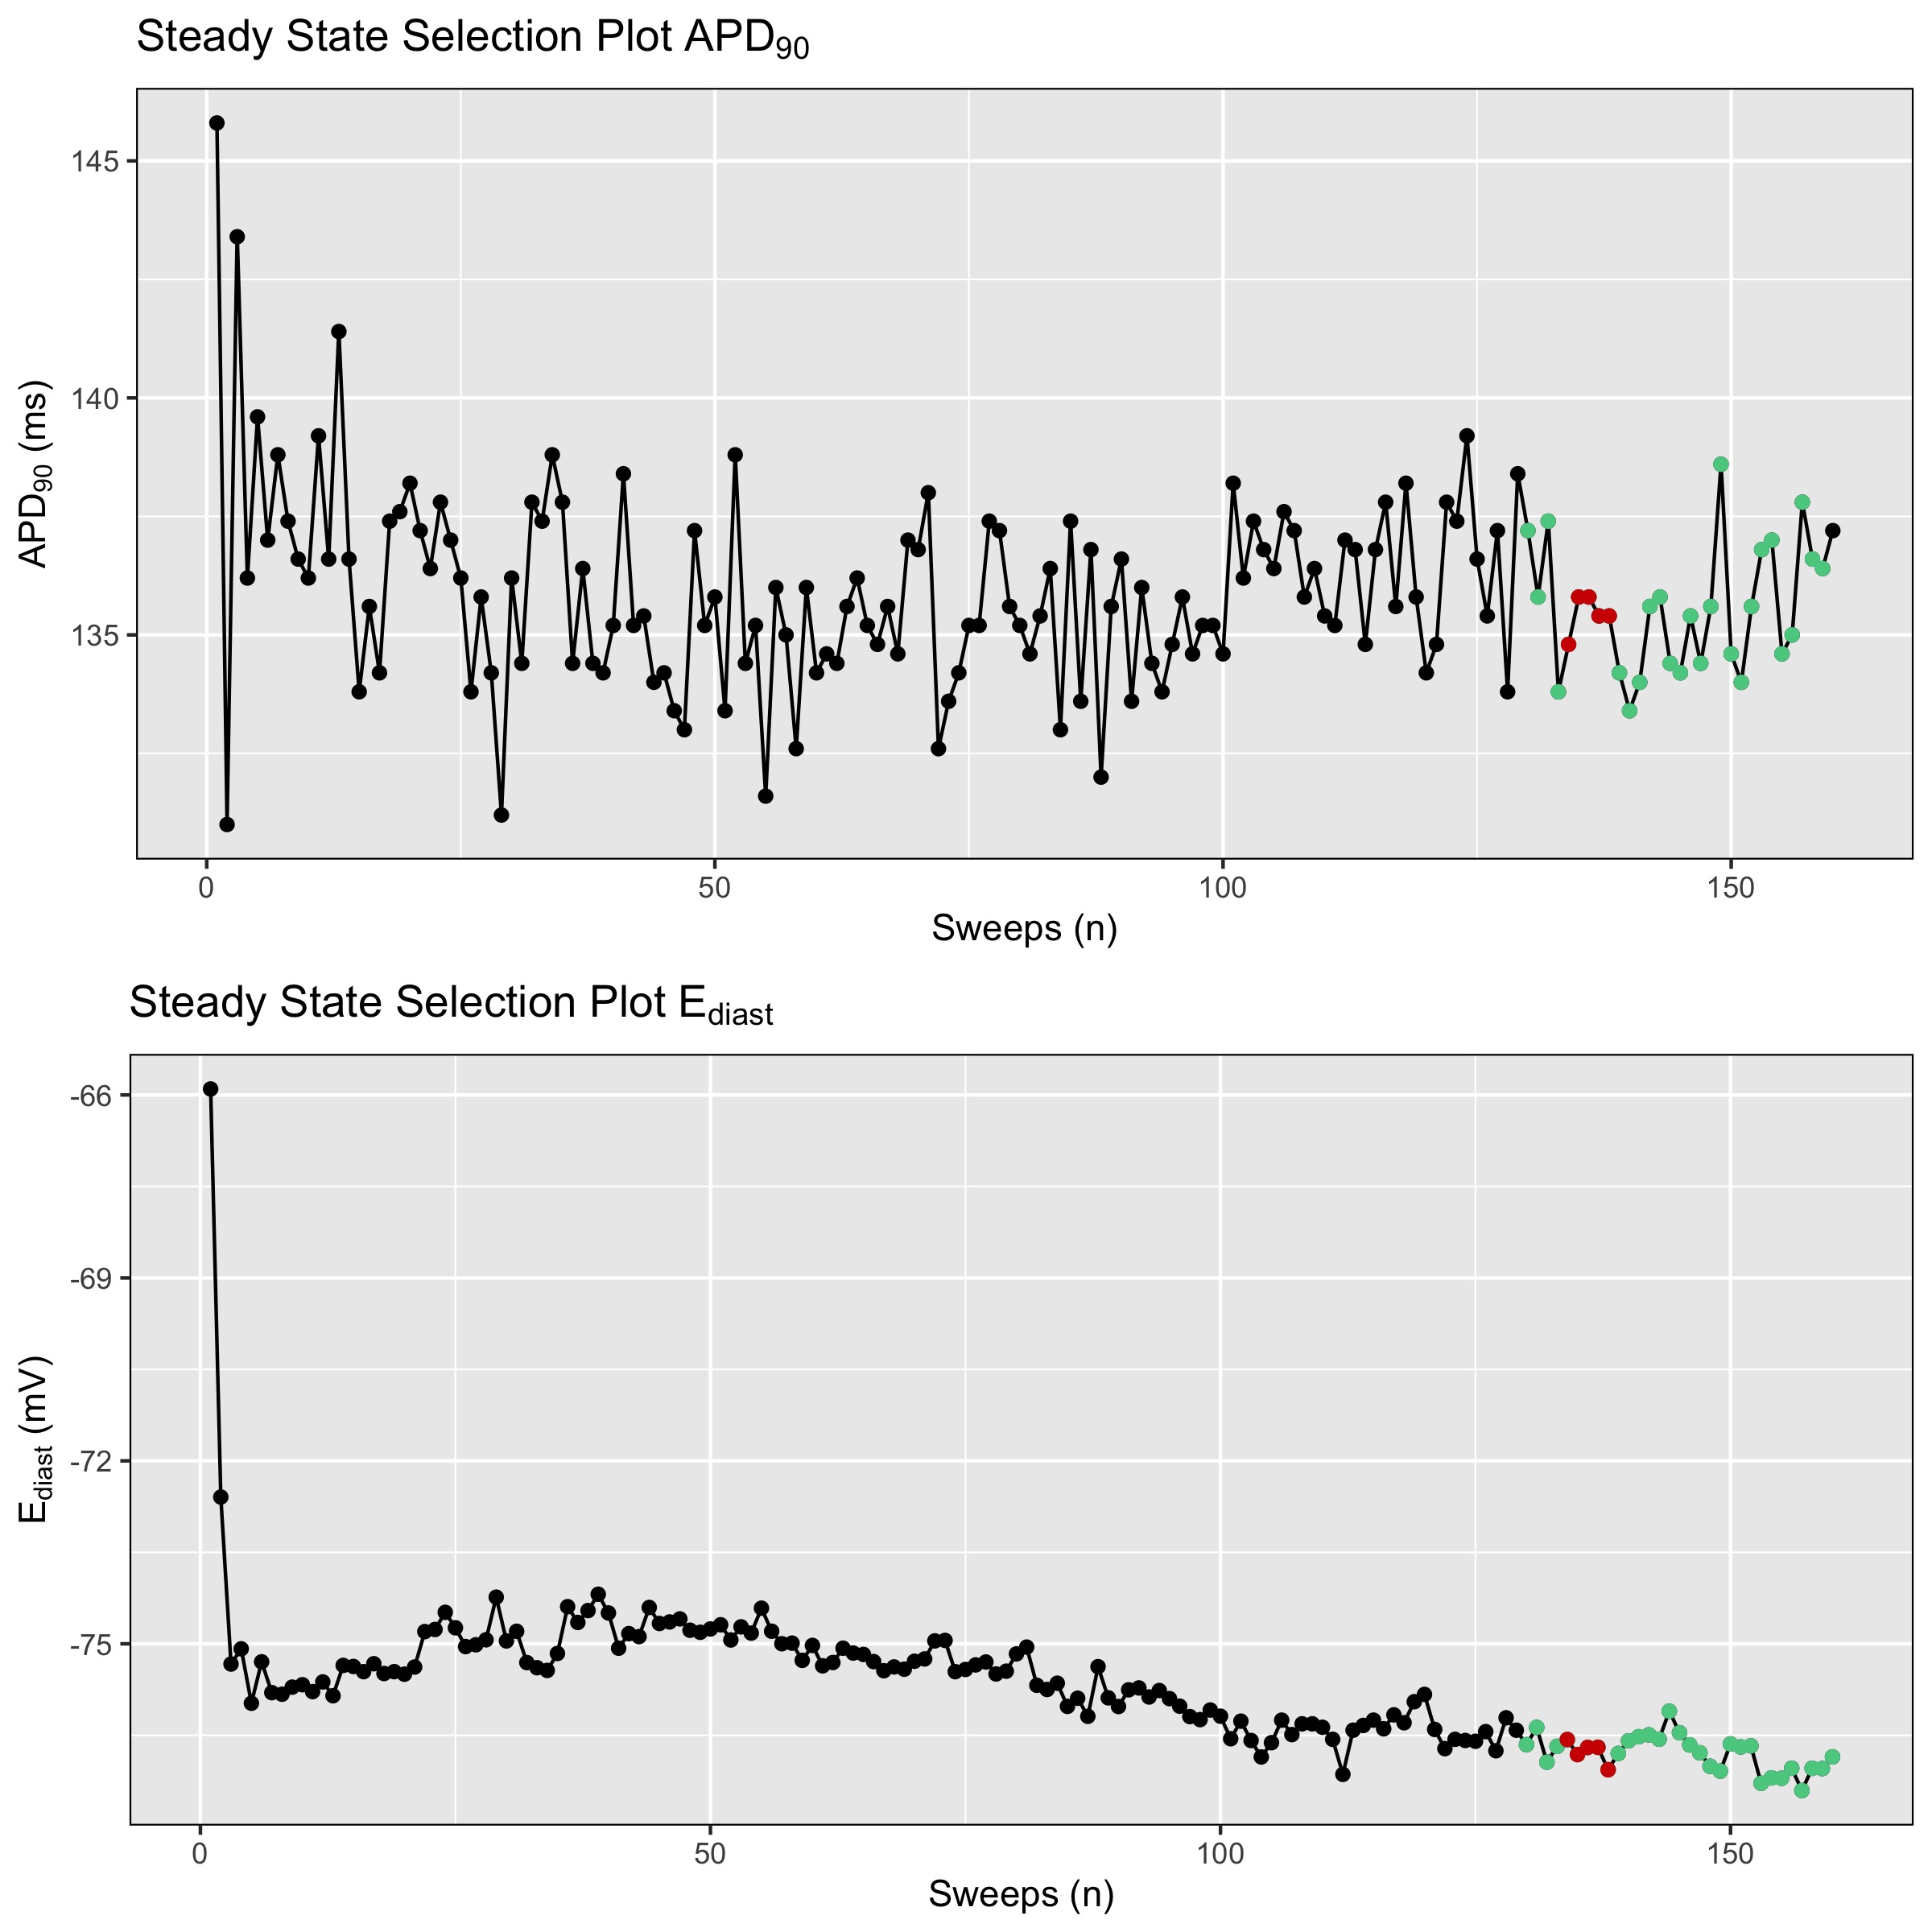 Steady State Selection Plot APD90
APD90 (ms)
145
140
135
0 50 100 150
Sweeps (n)
Steady State Selection Plot Ediast
Ediast (mV)
-66
-69
-72
-75
0 50 100 150
Sweeps (n)